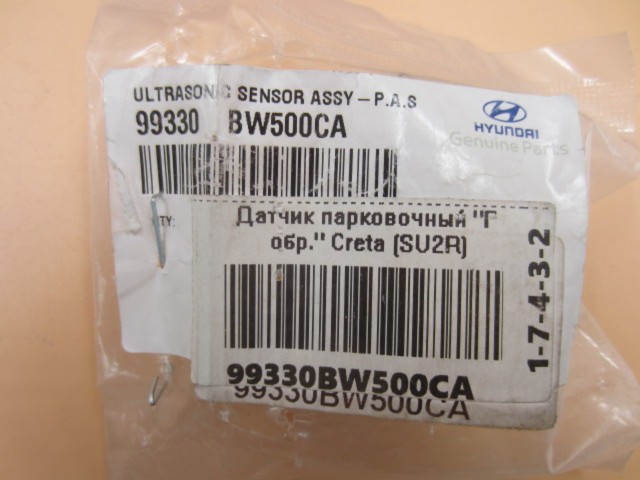 ULTRASONIC SENSOR ASSY-P.A.S
99330 BW500CA
HYUNDAI
Genuine Parts
TY:
Датчик парковочный "Г
обр." Creta (SU2R)
1-7-4-3-2
99330BW500CA
99330BW500CA